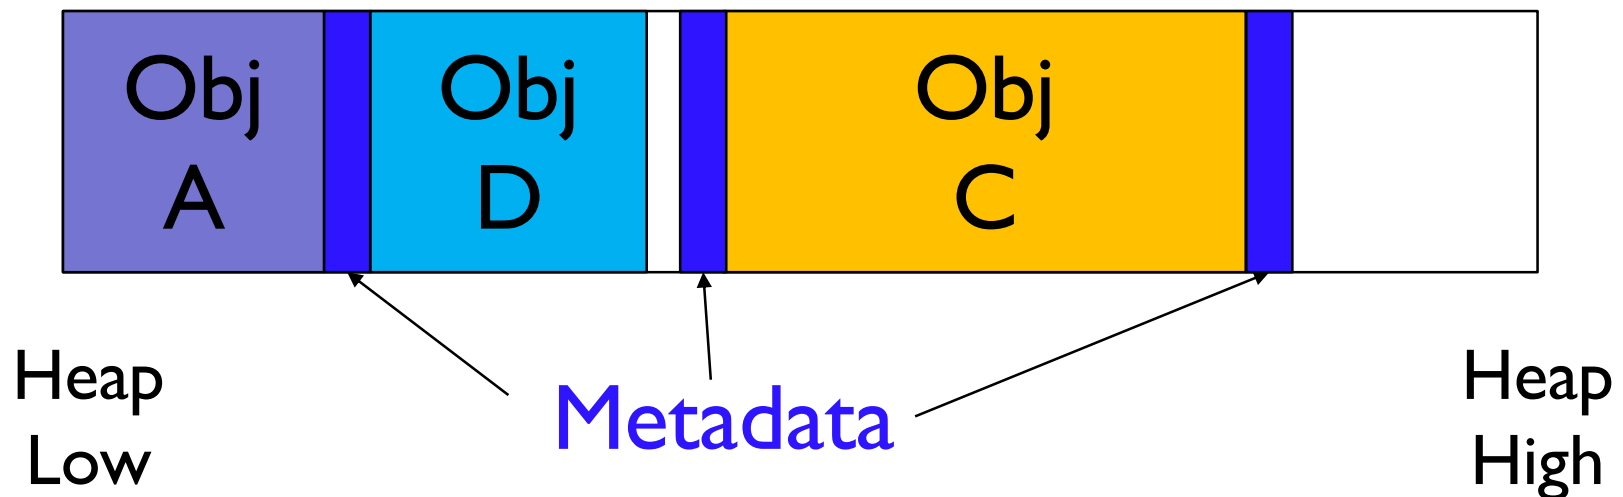 Obj
A
Obj
D
Obj
C
Heap
Low
Metadata
Heap
High